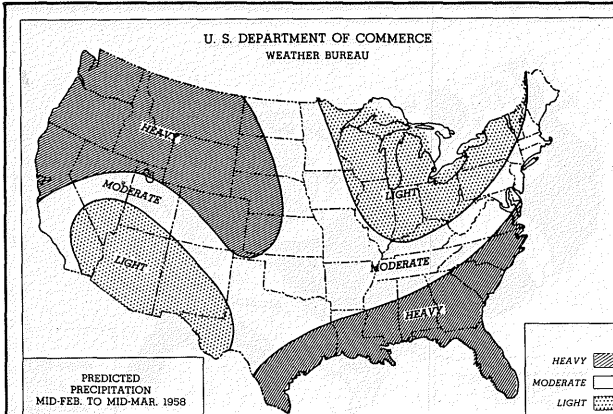 U. S. DEPARTMENT OF COMMERCE
WEATHER BUREAU
HEAVY
MODERATE
LIGHT
LIGHT
MODERATE
HEAVY
PREDICTED
PRECIPITATION
MID-FEB. TO MID-MAR. 1958
HEAVY
MODERATE
LIGHT